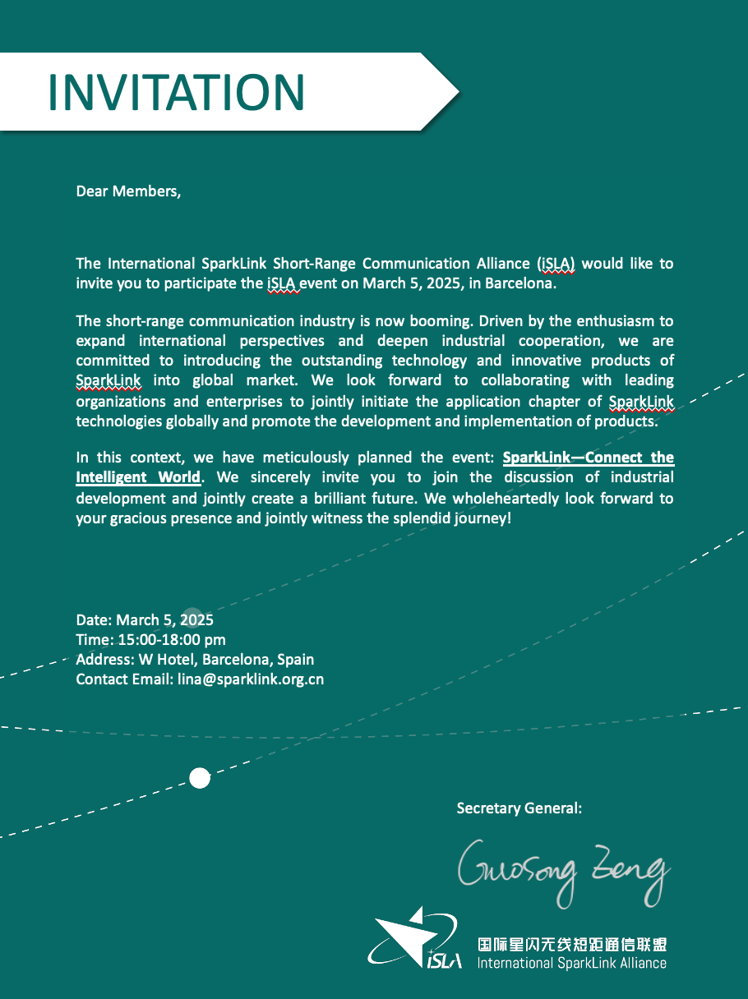 INVITATION
Dear Members,
The International SparkLink Short-Range Communication Alliance (iSLA) would like to
invite you to participate the iSLA event on March 5, 2025, in Barcelona.
The short-range communication industry is now booming. Driven by the enthusiasm to
expand international perspectives and deepen industrial cooperation, we are
committed to introducing the outstanding technology and innovative products of
SparkLink into global market. We look forward to collaborating with leading
organizations and enterprises to jointly initiate the application chapter of SparkLink
technologies globally and promote the development and implementation of products.
In this context, we have meticulously planned the event: SparkLink—Connect the
Intelligent World. We sincerely invite you to join the discussion of industrial
development and jointly create a brilliant future. We wholeheartedly look forward to
your gracious presence and jointly witness the splendid journey!
Date: March 5, 2025
Time: 15:00-18:00 pm
Address: W Hotel, Barcelona, Spain
Contact Email: lina@sparklink.org.cn
Secretary General:
Guosong Zeng
iSLA
国际星闪无线短距通信联盟
International SparkLink Alliance